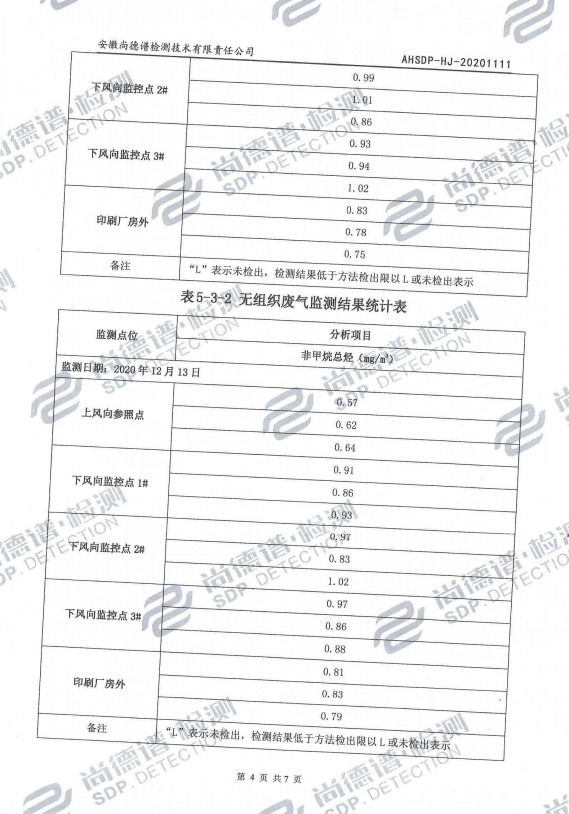 安徽尚德谱检测技术有限责任公司
AHSDP-HJ-20201111
下风向监控点 2#
0.99
1.01
0.86
下风向监控点 3#
0.93
0.94
1.02
印刷厂房外
0.83
0.78
0.75
备注
“L”表示未检出，检测结果低于方法检出限以 L 或未检出表示
表5-3-2 无组织废气监测结果统计表
监测点位
分析项目
非甲烷总烃（mg/m³）
监测日期：2020 年 12 月 13 日
上风向参照点
0.57
0.62
0.64
下风向监控点 1#
0.91
0.86
0.93
下风向监控点 2#
0.97
0.83
1.02
下风向监控点 3#
0.97
0.86
0.88
印刷厂房外
0.81
0.83
0.79
备注
“L”表示未检出，检测结果低于方法检出限以 L 或未检出表示
第 4 页 共 7 页
尚德谱·检测
SDP.DETECTION